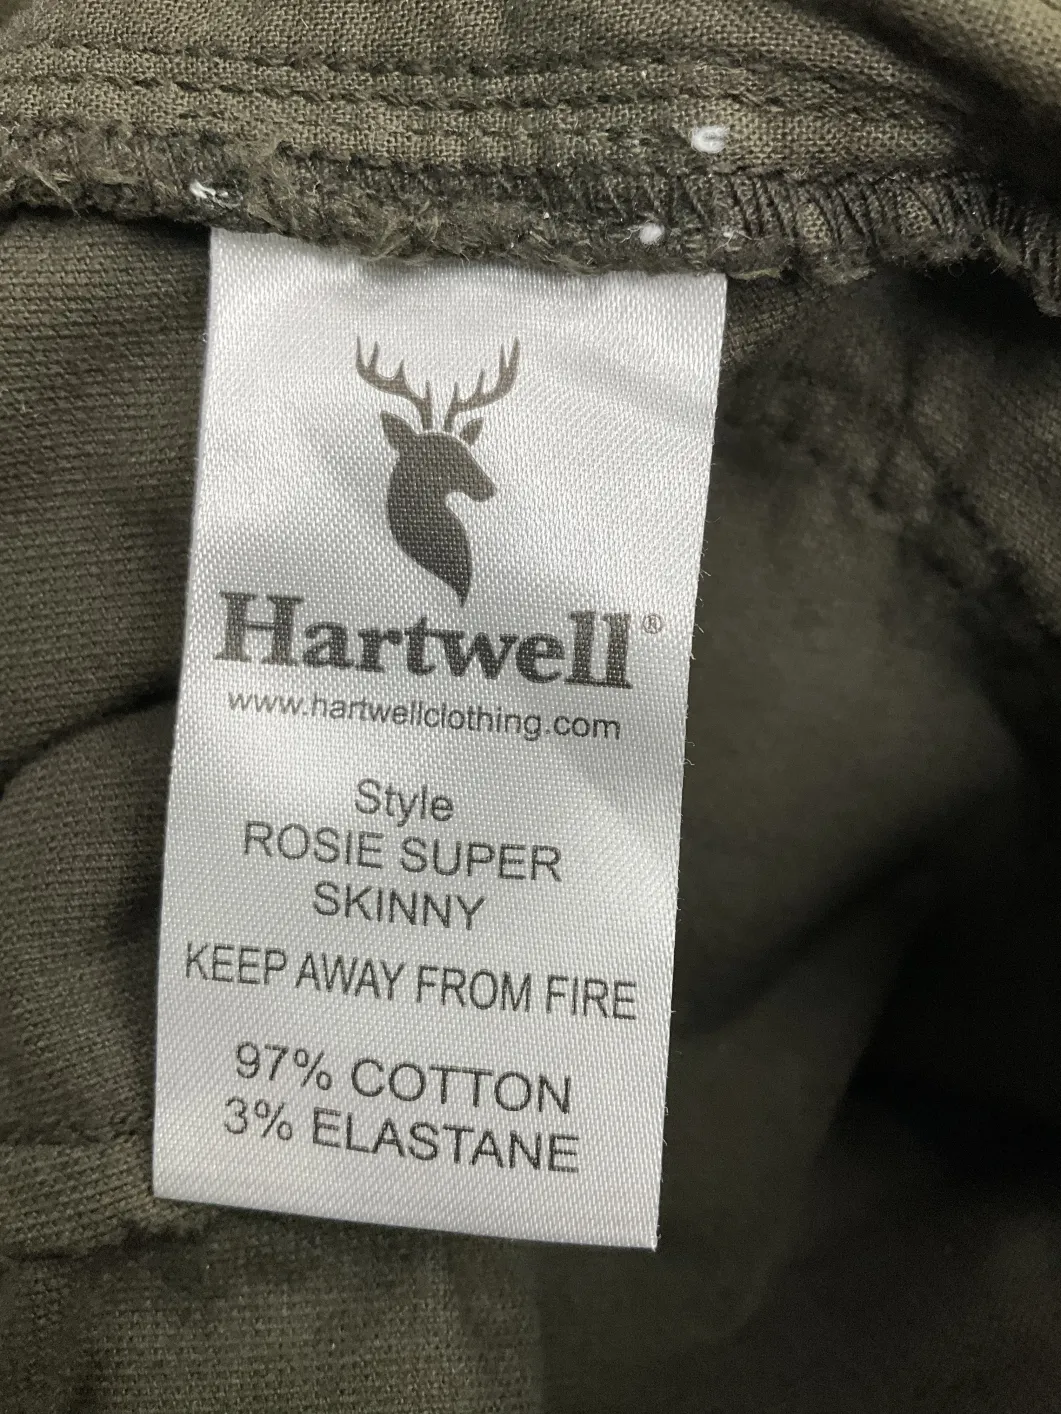 Hartwell®
www.hartwellclothing.com
Style
ROSIE SUPER
SKINNY
KEEP AWAY FROM FIRE
97% COTTON
3% ELASTANE